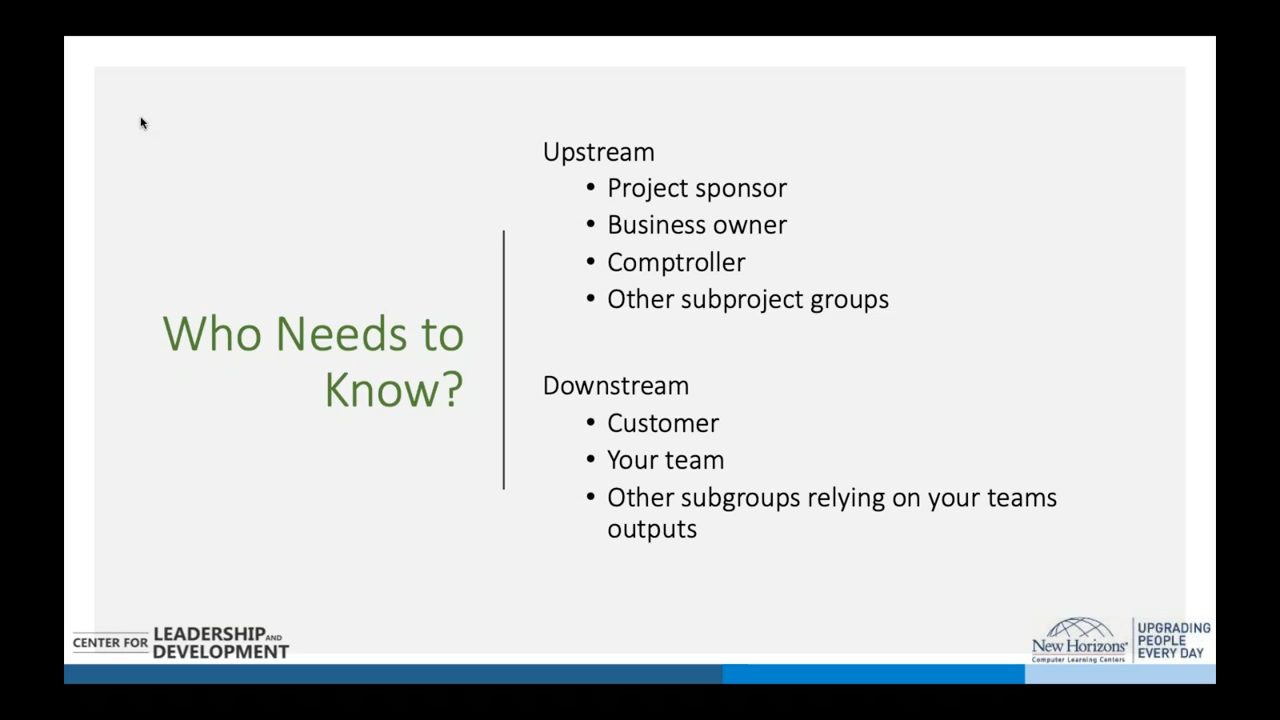 Who Needs to
Know?
Upstream
• Project sponsor
• Business owner
• Comptroller
• Other subproject groups
Downstream
• Customer
• Your team
• Other subgroups relying on your teams
outputs
CENTER FOR LEADERSHIP AND
DEVELOPMENT
New Horizons®
Computer Learning Centers
UPGRADING
PEOPLE
EVERY DAY